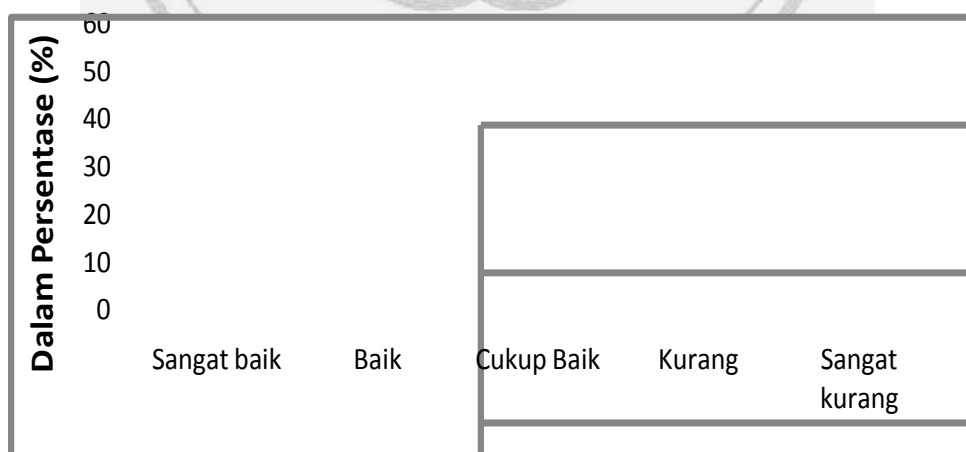 Dalam Persentase (%)
60
50
40
30
20
10
0
Sangat baik
Baik
Cukup Baik
Kurang
Sangat
kurang